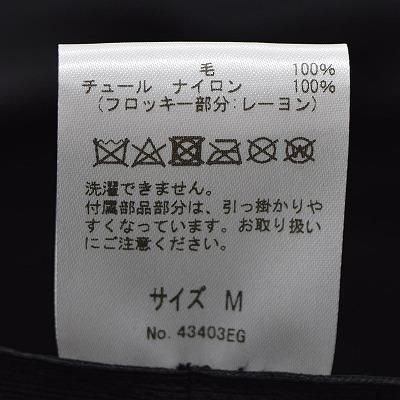 毛 100%
チュール ナイロン 100%
(フロッキー部分:レーヨン)
洗濯できません。
付属部品部分は、引っ掛かりや
すくなっています。お取り扱い
にご注意ください。
サイズ M
No. 43403EG